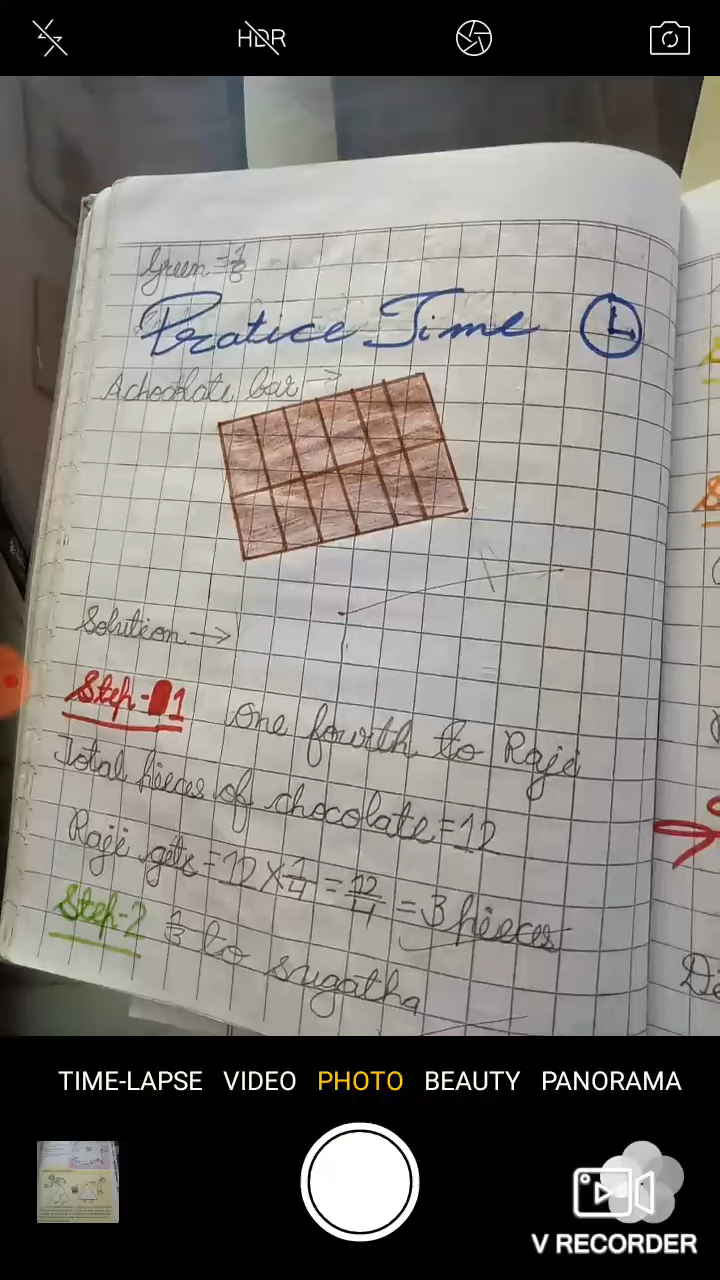 HDR
Green = 1/8
Pratice Time
A chocolate bar →
Solution →
Step-1 One fourth to Raji
Total pieces of chocolate = 12
Raji gets = 12 × 1/4 = 12/4 = 3 pieces
Step-2 1/3 to sugatha
TIME-LAPSE VIDEO PHOTO BEAUTY PANORAMA
V RECORDER